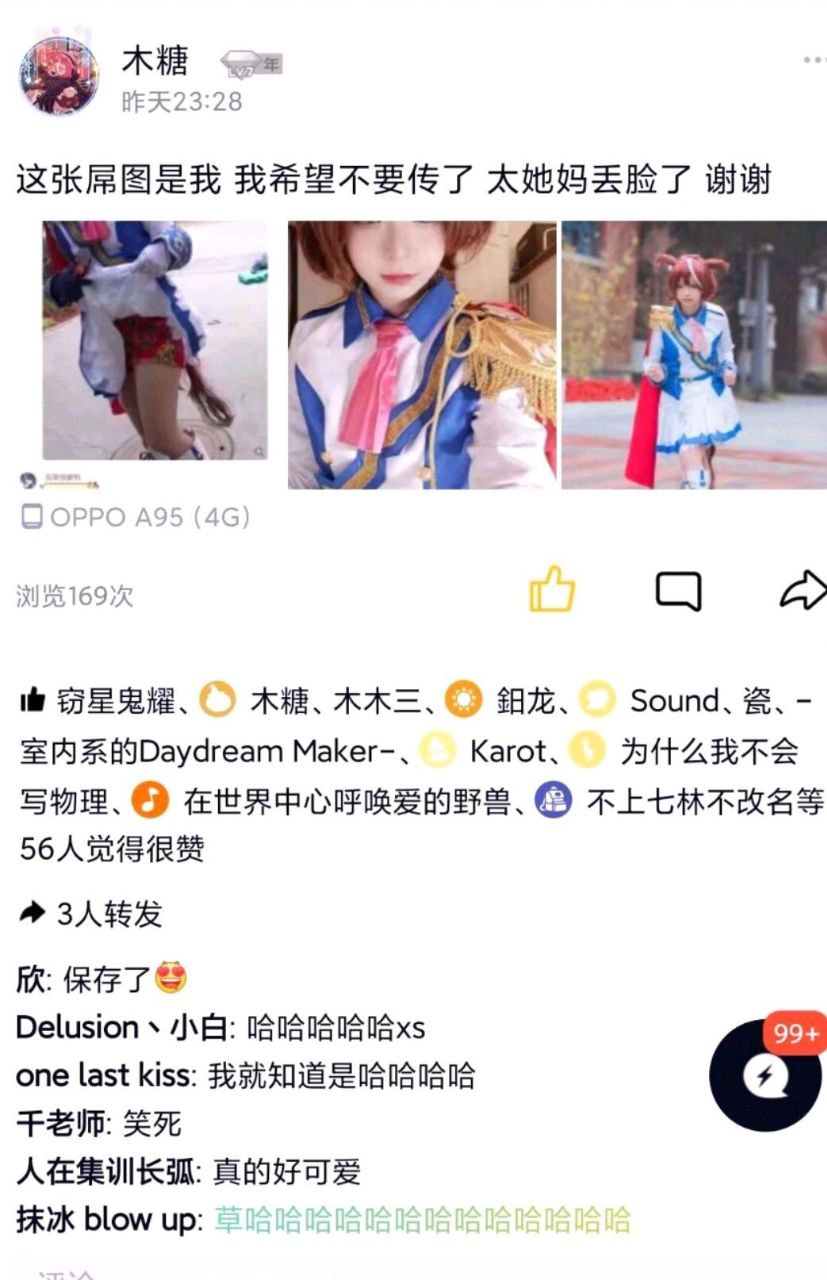 木糖
LV7 年
昨天23:28
这张屌图是我 我希望不要传了 太她妈丢脸了 谢谢
OPPO A95 (4G)
浏览169次
窃星鬼耀、木糖、木木三、鈤龙、Sound、瓷、-
室内系的Daydream Maker-、Karot、为什么我不会
写物理、在世界中心呼唤爱的野兽、不上七林不改名等
56人觉得很赞
3人转发
欣: 保存了
Delusion丶小白: 哈哈哈哈哈xs
99+
one last kiss: 我就知道是哈哈哈哈
千老师: 笑死
人在集训长弧: 真的好可爱
抹冰 blow up: 草哈哈哈哈哈哈哈哈哈哈哈哈哈